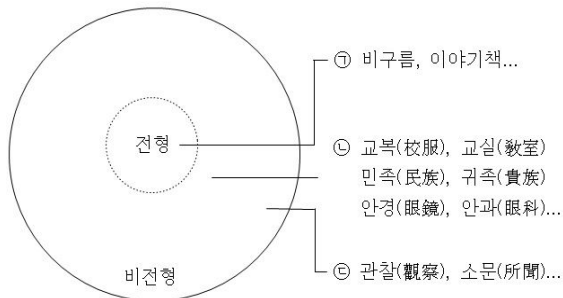 전형
비전형
㉠ 비구름, 이야기책...
㉡ 교복(校服), 교실(敎室)
민족(民族), 귀족(貴族)
안경(眼鏡), 안과(眼科)...
㉢ 관찰(觀察), 소문(所聞)...